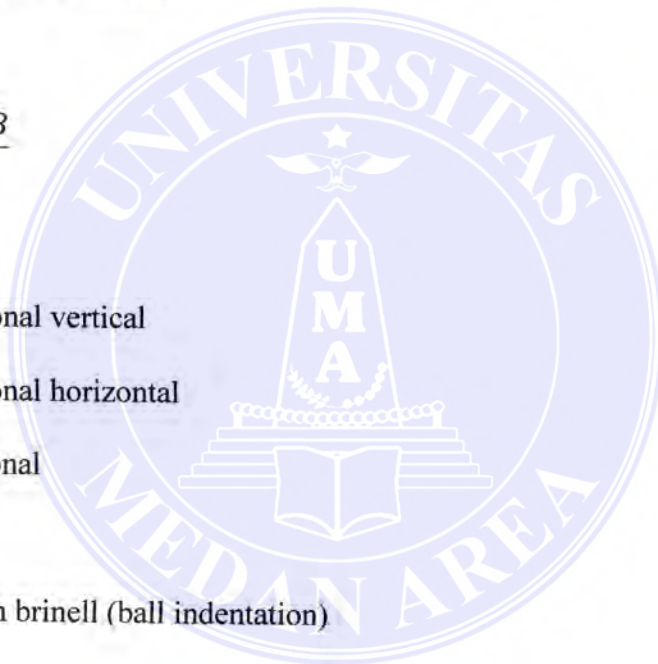 UNIVERSITAS
3
U
M
A
onal vertical
onal horizontal
onal
MEDAN AREA
n brinell (ball indentation)